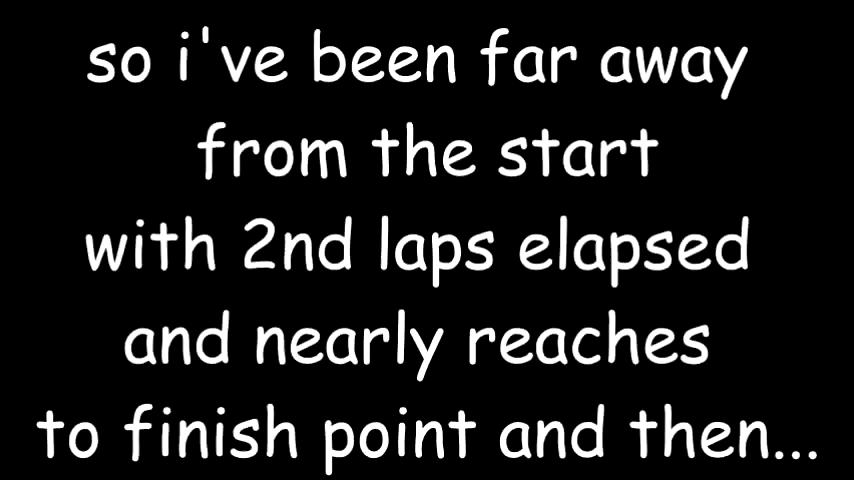 so i've been far away
from the start
with 2nd laps elapsed
and nearly reaches
to finish point and then...